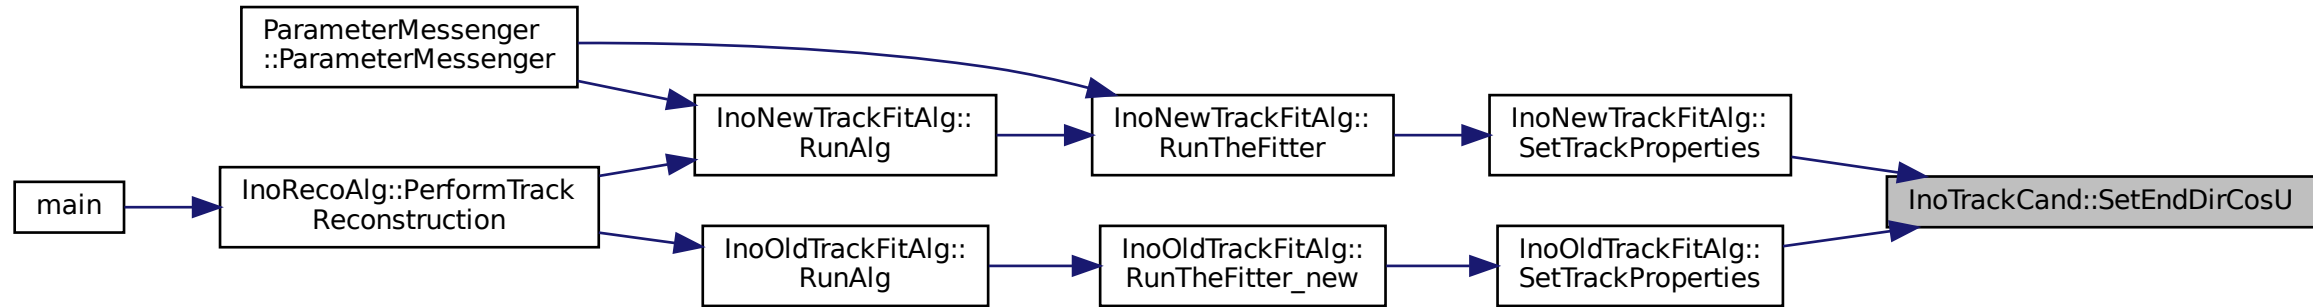 ParameterMessenger
::ParameterMessenger
InoNewTrackFitAlg::
RunAlg
InoNewTrackFitAlg::
RunTheFitter
InoNewTrackFitAlg::
SetTrackProperties
main
InoRecoAlg::PerformTrack
Reconstruction
InoTrackCand::SetEndDirCosU
InoOldTrackFitAlg::
RunAlg
InoOldTrackFitAlg::
RunTheFitter_new
InoOldTrackFitAlg::
SetTrackProperties